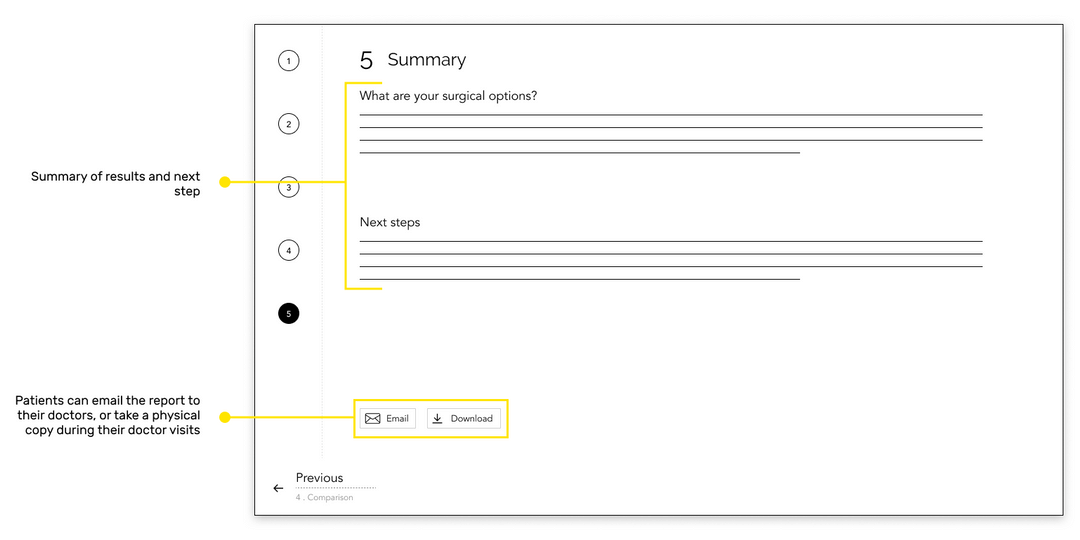 1
5 Summary
What are your surgical options?
2
Summary of results and next
step
3
Next steps
4
5
Patients can email the report to
their doctors, or take a physical
copy during their doctor visits
Email Download
Previous
4 . Comparison